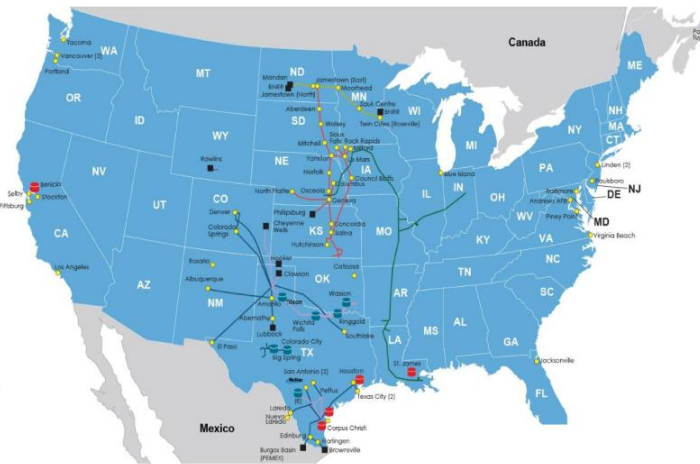 Canada
Tacoma
Vancouver (2)
Portland
WA
MT
ND
Mandan
BNRR
Jamestown (North)
Jamestown (East)
Moorhead
MN
Sauk Centre
BNRR
Twin Cities (Roseville)
WI
MI
ME
NH
MA
CT
NY
OR
ID
WY
Rawlins
SD
Aberdeen
Wolsey
Mitchell
Sioux
Falls
Rock Rapids
Milford
Yankton
Le Mars
NE
Norfolk
IA
Council Bluffs
Columbus
Osceola
North Platte
Geneva
Blue Island
IL
IN
OH
PA
Linden (2)
Paulsboro
NJ
DE
Baltimore
Andrews AFB
Piney Point
MD
WV
VA
Virginia Beach
NV
UT
CO
Denver
Colorado
Springs
Benicia
Selby
Stockton
Pittsburg
CA
Los Angeles
AZ
NM
Rosario
Albuquerque
El Paso
Phillipsburg
Cheyenne
Wells
KS
Concordia
Salina
Hutchinson
Hooker
Clawson
OK
Catoosa
MO
KY
TN
NC
SC
GA
AL
MS
AR
LA
St. James
Jacksonville
FL
Amarillo
Abernathy
Lubbock
Wichita
Falls
Wasson
Ringgold
Southlake
Colorado City
Big Spring
TX
San Antonio (2)
Pettus
Houston
Texas City (2)
Laredo
Nuevo
Laredo
Corpus Christi
Edinburg
Harlingen
Brownsville
Burgos Basin
(PEMEX)
Mexico